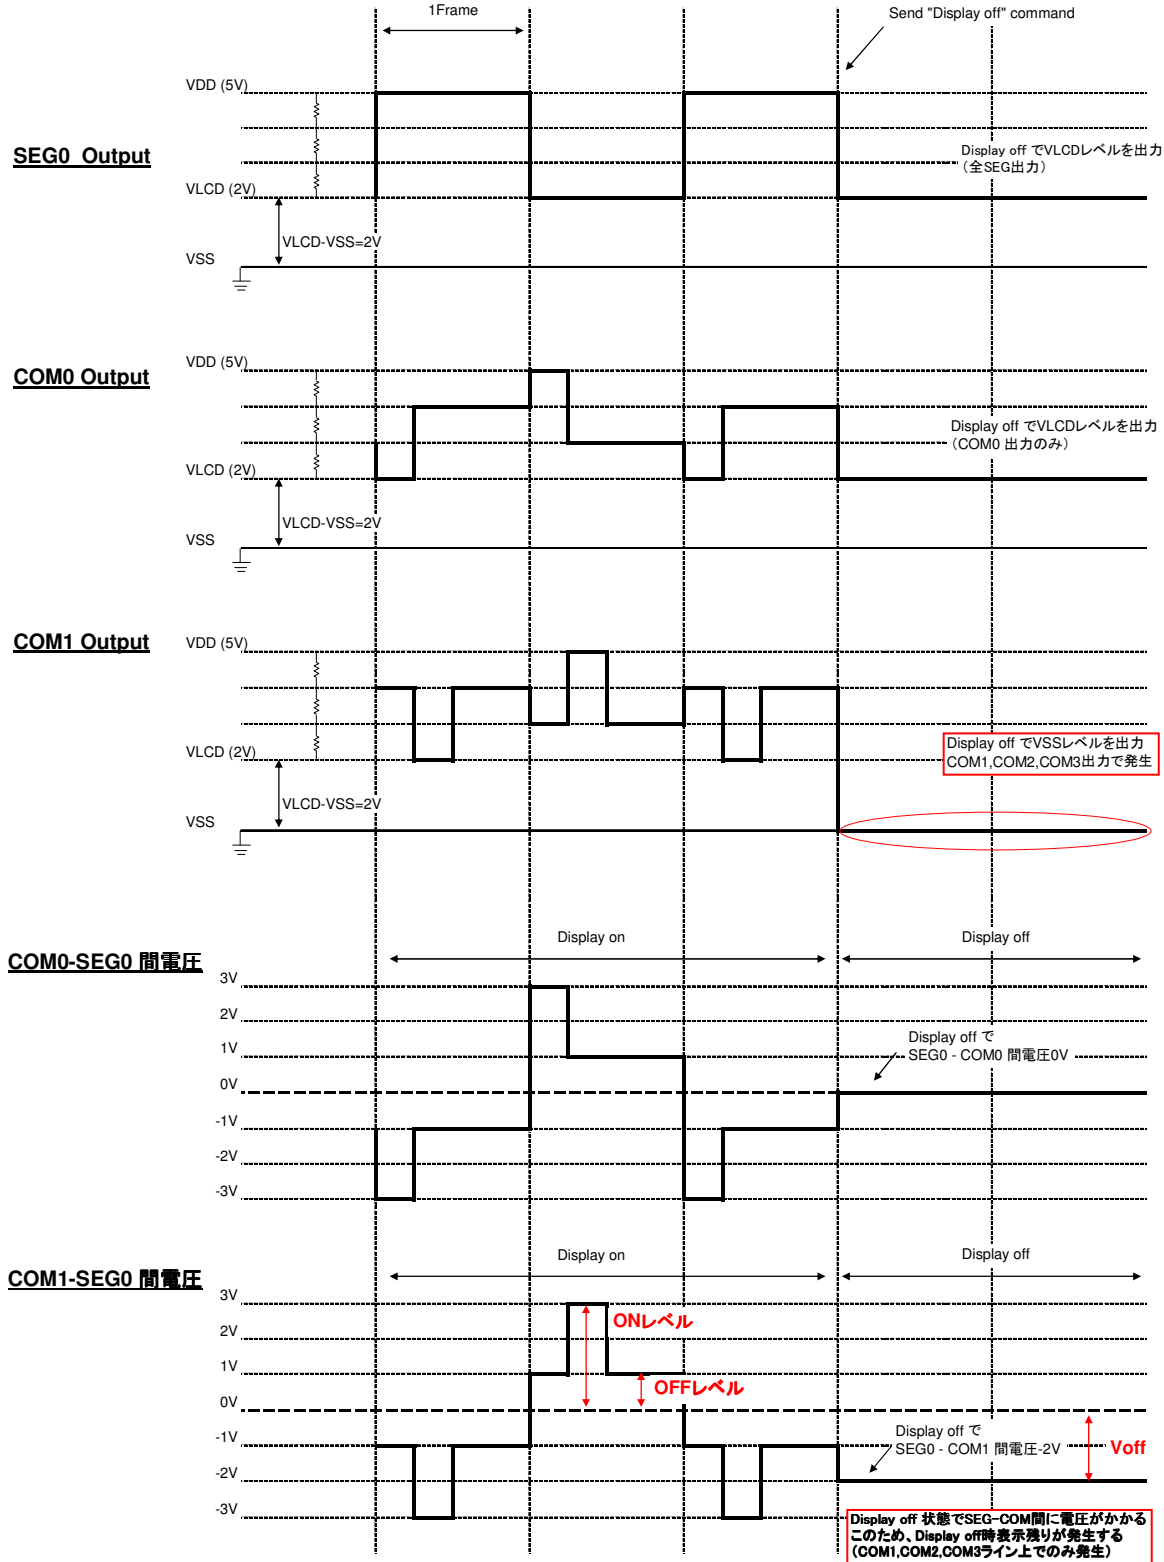 1Frame
Send "Display off" command
VDD (5V)
SEG0 Output
Display off でVLCDレベルを出力
（全SEG出力）
VLCD (2V)
VLCD-VSS=2V
VSS
VDD (5V)
COM0 Output
Display off でVLCDレベルを出力
（COM0 出力のみ）
VLCD (2V)
VLCD-VSS=2V
VSS
COM1 Output
VDD (5V)
Display off でVSSレベルを出力
COM1,COM2,COM3出力で発生
VLCD (2V)
VLCD-VSS=2V
VSS
Display on
Display off
COM0-SEG0 間電圧
3V
2V
1V
Display off で
SEG0 - COM0 間電圧0V
0V
-1V
-2V
-3V
Display on
Display off
COM1-SEG0 間電圧
3V
ONレベル
2V
1V
OFFレベル
0V
Display off で
SEG0 - COM1 間電圧-2V
Voff
-1V
-2V
-3V
Display off 状態でSEG-COM間に電圧がかかる
このため、Display off時表示残りが発生する
（COM1,COM2,COM3ライン上でのみ発生）